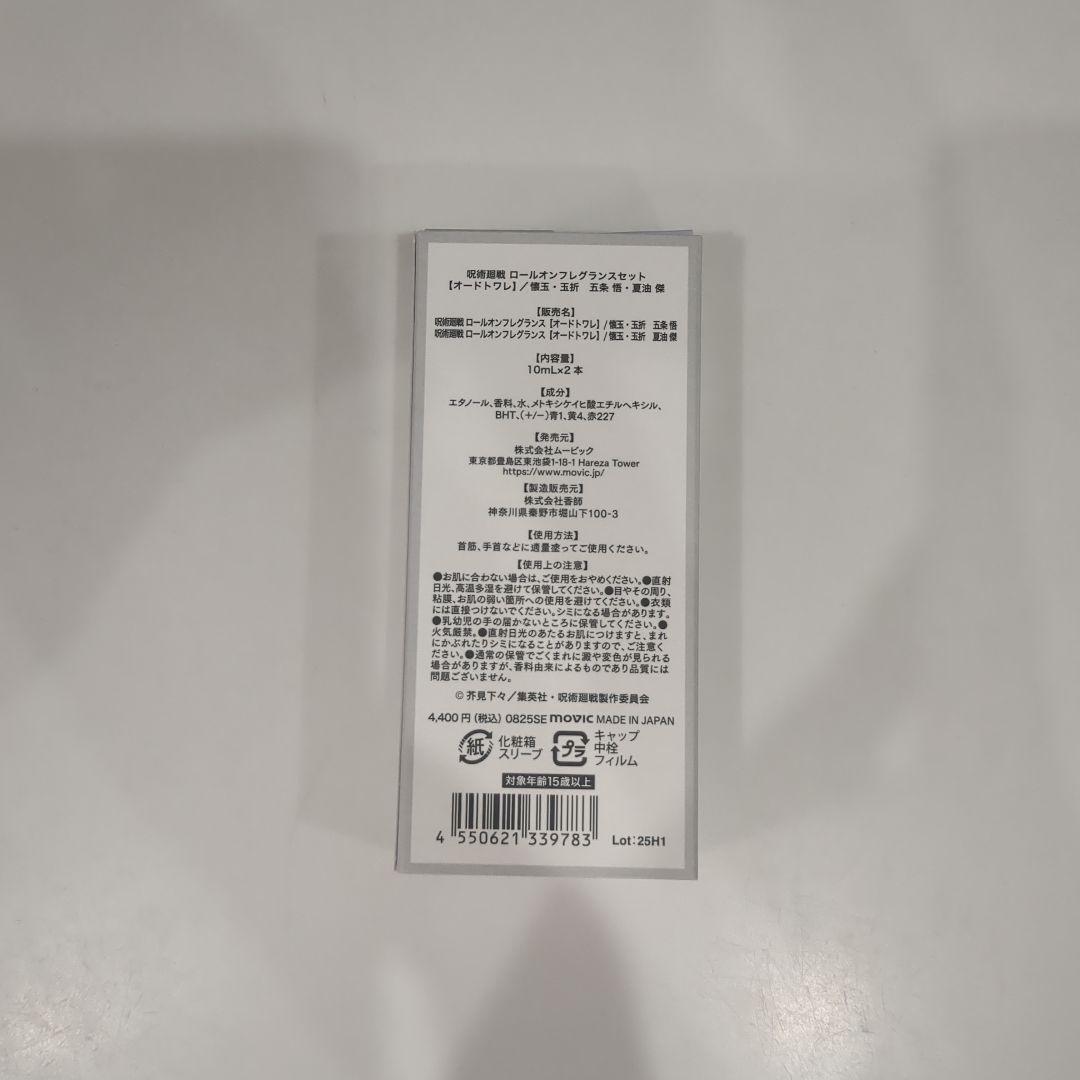 呪術廻戦 ロールオンフレグランスセット
【オードトワレ】／懐玉・玉折　五条 悟・夏油 傑
【販売名】
呪術廻戦 ロールオンフレグランス【オードトワレ】/懐玉・玉折　五条 悟
呪術廻戦 ロールオンフレグランス【オードトワレ】/懐玉・玉折　夏油 傑
【内容量】
10mL×2 本
【成分】
エタノール、香料、水、メトキシケイヒ酸エチルヘキシル、
BHT、(+/−)青1、黄4、赤227
【発売元】
株式会社ムービック
東京都豊島区東池袋1-18-1 Hareza Tower
https://www.movic.jp/
【製造販売元】
株式会社香師
神奈川県秦野市堀山下100-3
【使用方法】
首筋、手首などに適量塗ってご使用ください。
【使用上の注意】
●お肌に合わない場合は、ご使用をおやめください。●直射
日光、高温多湿を避けて保管してください。●目やその周り、
粘膜、お肌の弱い箇所への使用を避けてください。●衣類
には直接つけないでください。シミになる場合があります。
●乳幼児の手の届かないところに保管してください。●
火気厳禁。●直射日光のあたるお肌につけますと、まれ
にかぶれたりシミになることがありますので、ご注意くだ
さい。●通常の保管でごくまれに澱や変色が見られる
場合がありますが、香料由来によるものであり品質には
問題ございません。
©芥見下々／集英社・呪術廻戦製作委員会
4,400円（税込） 0825SE movic MADE IN JAPAN
紙 化粧箱
スリーブ
プラ キャップ
中栓
フィルム
対象年齢15歳以上
4 550621 339783
Lot:25H1